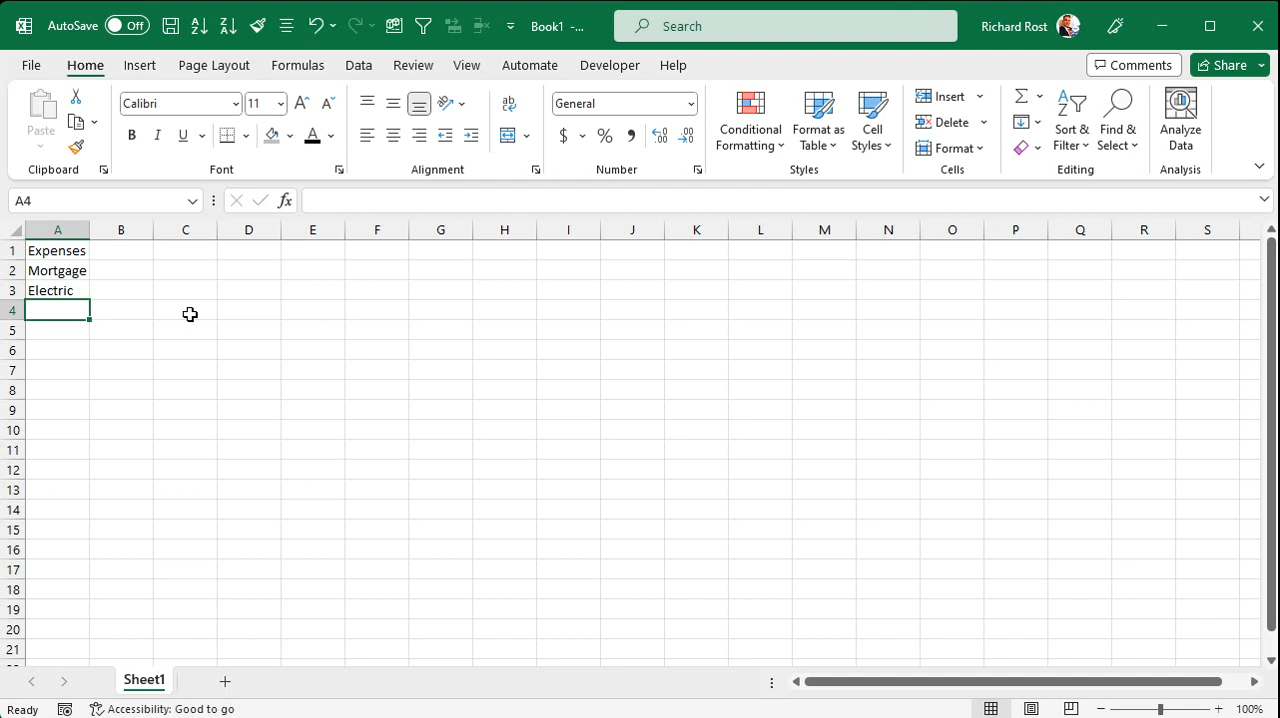 AutoSave Off Book1 -... Search Richard Rost
File Home Insert Page Layout Formulas Data Review View Automate Developer Help Comments Share
Paste
Clipboard
Calibri 11
B I U A
Font
ab
Alignment
General
$ % 9
Number
Conditional Formatting
Format as Table
Cell Styles
Styles
Insert
Delete
Format
Cells
Σ
Sort & Filter
Find & Select
Editing
Analyze Data
Analysis
A4 fx
A B C D E F G H I J K L M N O P Q R S
1 Expenses
2 Mortgage
3 Electric
4
5
6
7
8
9
10
11
12
13
14
15
16
17
18
19
20
21
Sheet1
Ready Accessibility: Good to go 100%